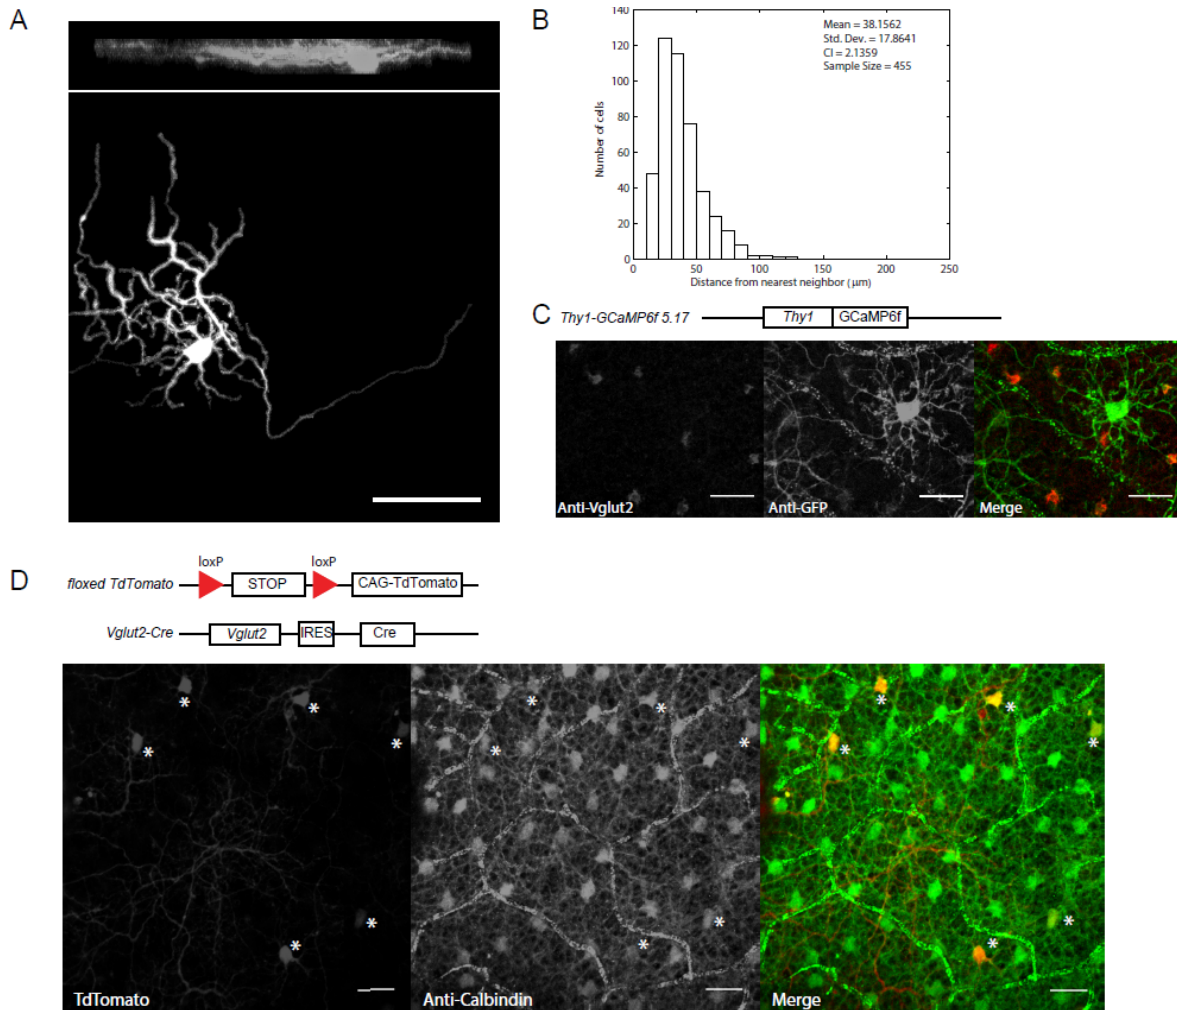 A
B
Mean = 38.1562
Std. Dev. = 17.8641
CI = 2.1359
Sample Size = 455
140
120
100
80
60
40
20
0
Number of cells
0 50 100 150 200 250
Distance from nearest neighbor (μm)
C
Thy1-GCaMP6f 5.17
Thy1
GCaMP6f
Anti-Vglut2
Anti-GFP
Merge
D
loxP
loxP
floxed TdTomato
STOP
CAG-TdTomato
Vglut2-Cre
Vglut2
IRES
Cre
* * * * * *
* * * * * *
* * * * * *
TdTomato
Anti-Calbindin
Merge